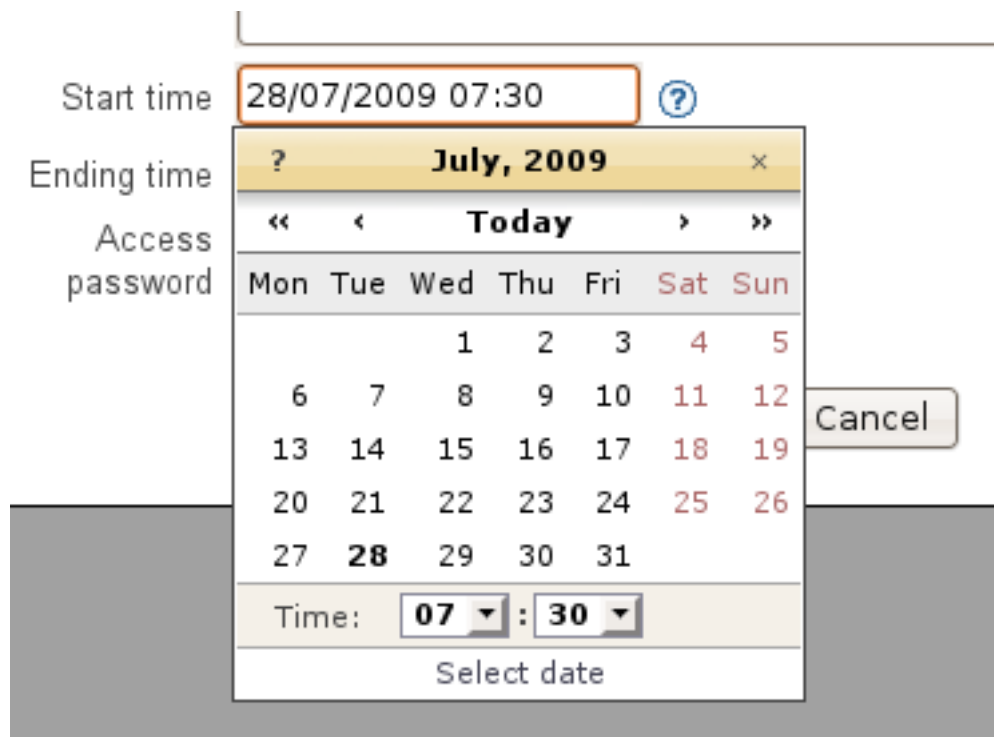 Start time 28/07/2009 07:30 ?
? July, 2009 ×
Ending time
« ‹ Today › »
Access
password
Mon Tue Wed Thu Fri Sat Sun
1 2 3 4 5
6 7 8 9 10 11 12
Cancel
13 14 15 16 17 18 19
20 21 22 23 24 25 26
27 28 29 30 31
Time: 07 : 30
Select date